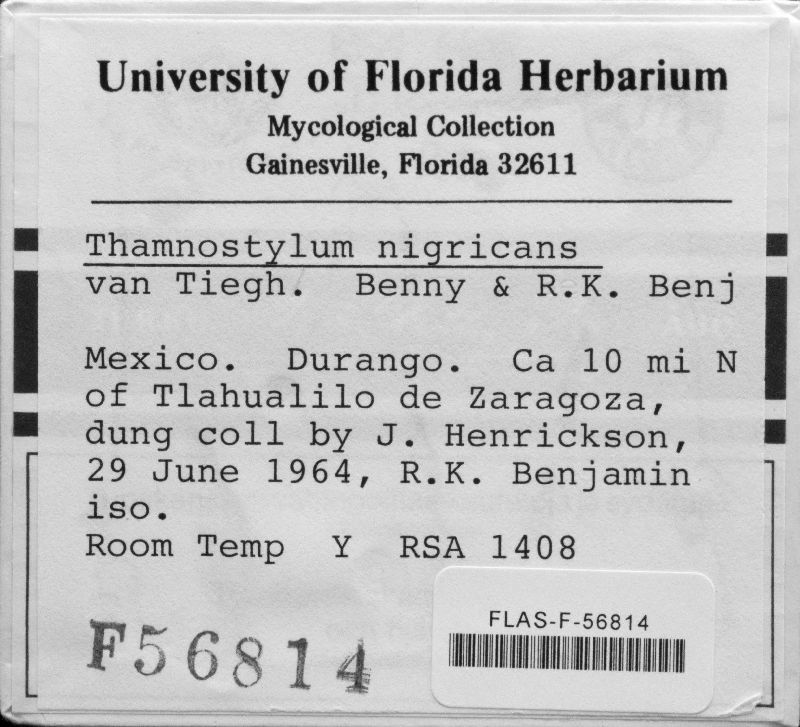 University of Florida Herbarium
Mycological Collection
Gainesville, Florida 32611
Thamnostylum nigricans
van Tiegh. Benny & R.K. Benj
Mexico. Durango. Ca 10 mi N
of Tlahualilo de Zaragoza,
dung coll by J. Henrickson,
29 June 1964, R.K. Benjamin
iso.
Room Temp Y RSA 1408
F56814
FLAS-F-56814